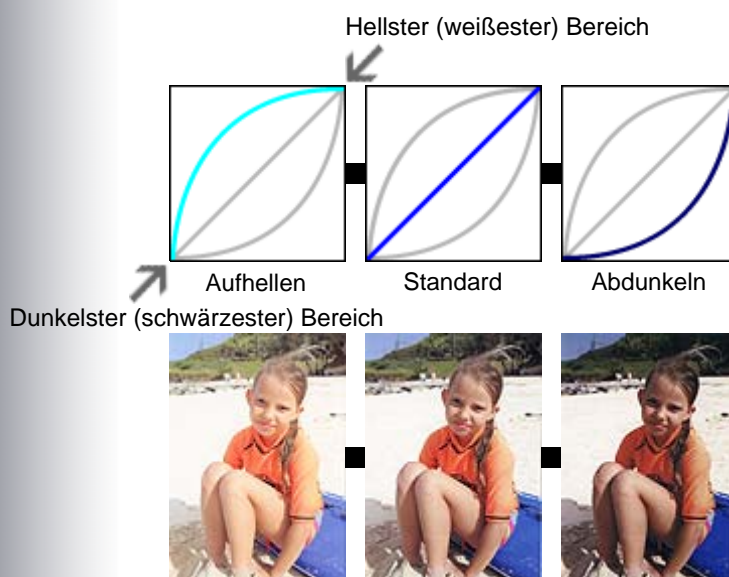 Hellster (weißester) Bereich
Aufhellen
Standard
Abdunkeln
Dunkelster (schwärzester) Bereich